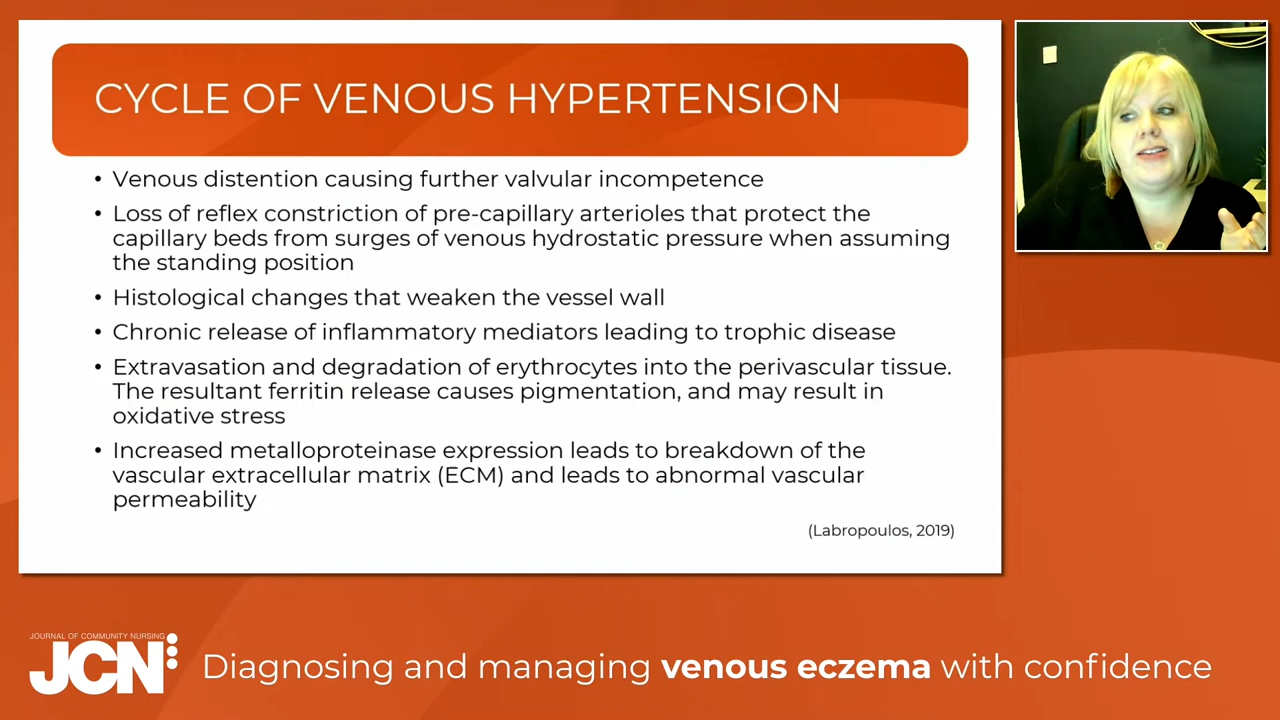 CYCLE OF VENOUS HYPERTENSION
• Venous distention causing further valvular incompetence
• Loss of reflex constriction of pre-capillary arterioles that protect the
capillary beds from surges of venous hydrostatic pressure when assuming
the standing position
• Histological changes that weaken the vessel wall
• Chronic release of inflammatory mediators leading to trophic disease
• Extravasation and degradation of erythrocytes into the perivascular tissue.
The resultant ferritin release causes pigmentation, and may result in
oxidative stress
• Increased metalloproteinase expression leads to breakdown of the
vascular extracellular matrix (ECM) and leads to abnormal vascular
permeability
(Labropoulos, 2019)
JOURNAL OF COMMUNITY NURSING
JCN
Diagnosing and managing venous eczema with confidence